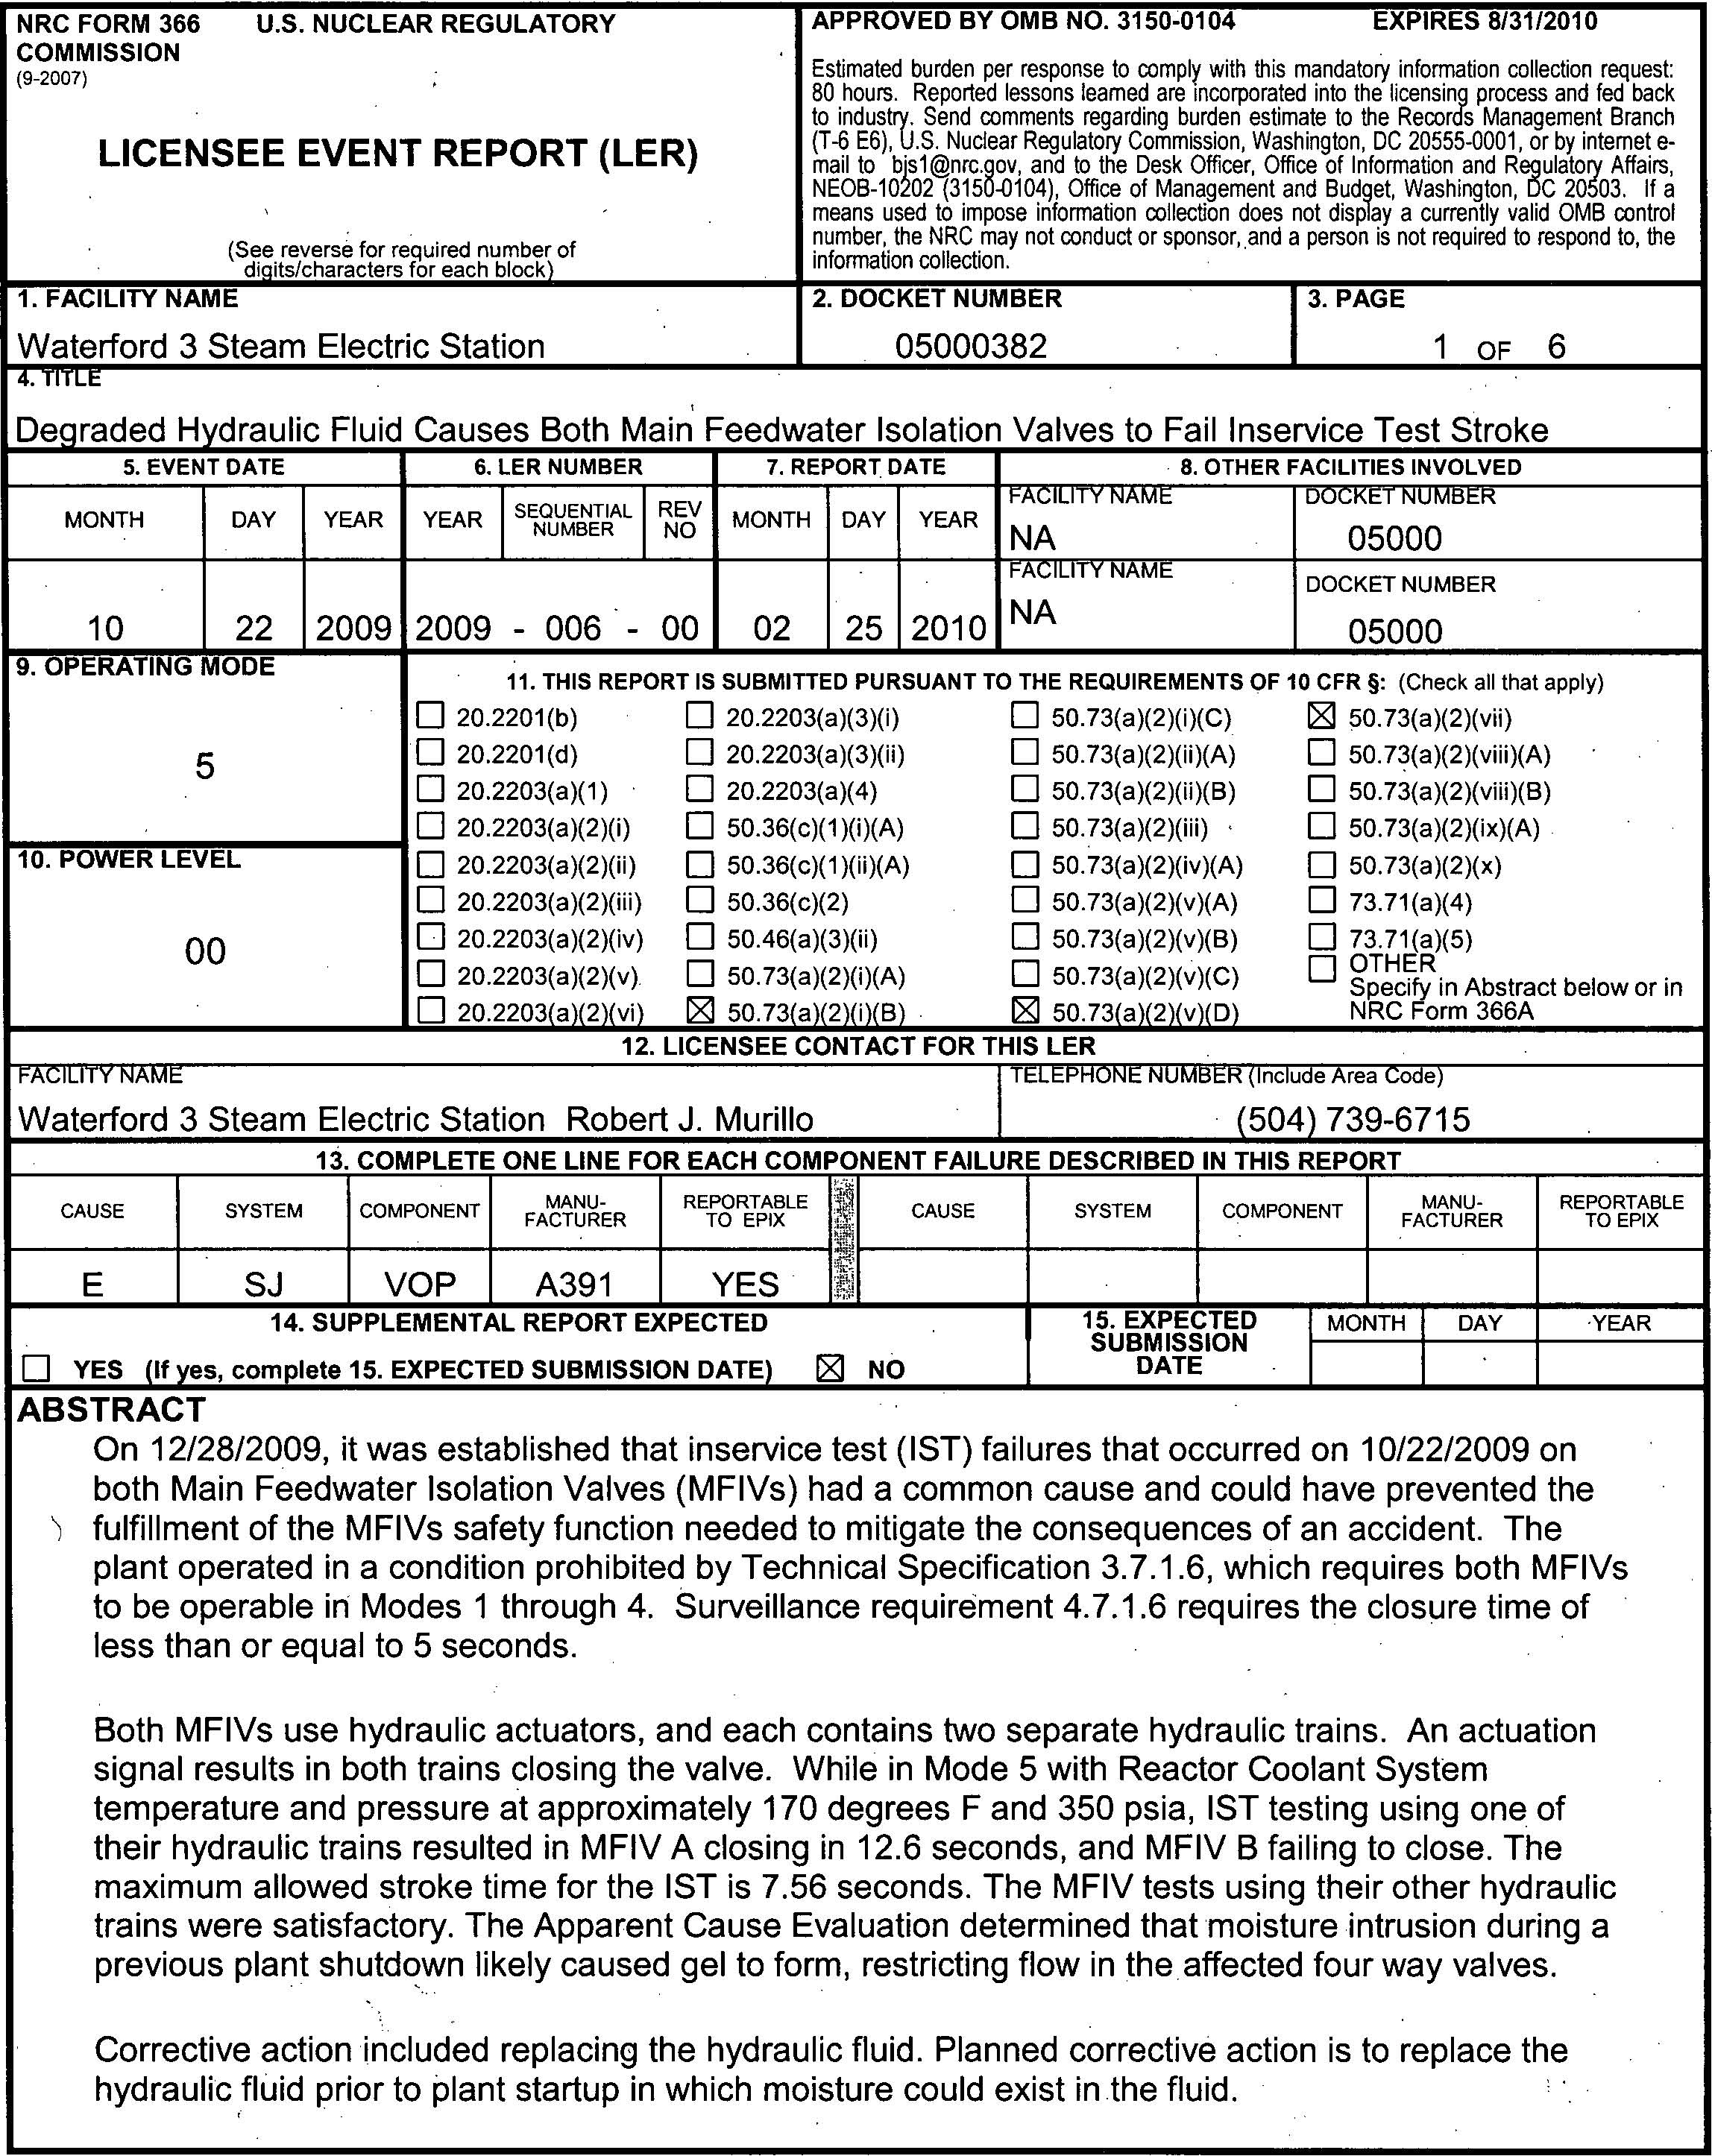 NRC FORM 366 U.S. NUCLEAR REGULATORY
COMMISSION
(9-2007)
LICENSEE EVENT REPORT (LER)
(See reverse for required number of
digits/characters for each block)
APPROVED BY OMB NO. 3150-0104 EXPIRES 8/31/2010
Estimated burden per response to comply with this mandatory information collection request:
80 hours. Reported lessons learned are incorporated into the licensing process and fed back
to industry. Send comments regarding burden estimate to the Records Management Branch
(T-6 E6), U.S. Nuclear Regulatory Commission, Washington, DC 20555-0001, or by internet e-
mail to bjs1@nrc.gov, and to the Desk Officer, Office of Information and Regulatory Affairs,
NEOB-10202 (3150-0104), Office of Management and Budget, Washington, DC 20503. If a
means used to impose information collection does not display a currently valid OMB control
number, the NRC may not conduct or sponsor, and a person is not required to respond to, the
information collection.
1. FACILITY NAME
Waterford 3 Steam Electric Station
2. DOCKET NUMBER
05000382
3. PAGE
1 OF 6
4. TITLE
Degraded Hydraulic Fluid Causes Both Main Feedwater Isolation Valves to Fail Inservice Test Stroke
5. EVENT DATE 6. LER NUMBER 7. REPORT DATE 8. OTHER FACILITIES INVOLVED
MONTH DAY YEAR YEAR SEQUENTIAL NUMBER REV NO MONTH DAY YEAR
FACILITY NAME DOCKET NUMBER
NA 05000
FACILITY NAME DOCKET NUMBER
NA 05000
10 22 2009 2009 - 006 - 00 02 25 2010
9. OPERATING MODE
5
10. POWER LEVEL
00
11. THIS REPORT IS SUBMITTED PURSUANT TO THE REQUIREMENTS OF 10 CFR §: (Check all that apply)
☐ 20.2201(b) ☐ 20.2203(a)(3)(i) ☐ 50.73(a)(2)(i)(C) ☒ 50.73(a)(2)(vii)
☐ 20.2201(d) ☐ 20.2203(a)(3)(ii) ☐ 50.73(a)(2)(ii)(A) ☐ 50.73(a)(2)(viii)(A)
☐ 20.2203(a)(1) ☐ 20.2203(a)(4) ☐ 50.73(a)(2)(ii)(B) ☐ 50.73(a)(2)(viii)(B)
☐ 20.2203(a)(2)(i) ☐ 50.36(c)(1)(i)(A) ☐ 50.73(a)(2)(iii) ☐ 50.73(a)(2)(ix)(A)
☐ 20.2203(a)(2)(ii) ☐ 50.36(c)(1)(ii)(A) ☐ 50.73(a)(2)(iv)(A) ☐ 50.73(a)(2)(x)
☐ 20.2203(a)(2)(iii) ☐ 50.36(c)(2) ☐ 50.73(a)(2)(v)(A) ☐ 73.71(a)(4)
☐ 20.2203(a)(2)(iv) ☐ 50.46(a)(3)(ii) ☐ 50.73(a)(2)(v)(B) ☐ 73.71(a)(5)
☐ 20.2203(a)(2)(v) ☐ 50.73(a)(2)(i)(A) ☐ 50.73(a)(2)(v)(C) ☐ OTHER
☐ 20.2203(a)(2)(vi) ☒ 50.73(a)(2)(i)(B) ☒ 50.73(a)(2)(v)(D)
Specify in Abstract below or in
NRC Form 366A
12. LICENSEE CONTACT FOR THIS LER
FACILITY NAME TELEPHONE NUMBER (Include Area Code)
Waterford 3 Steam Electric Station Robert J. Murillo (504) 739-6715
13. COMPLETE ONE LINE FOR EACH COMPONENT FAILURE DESCRIBED IN THIS REPORT
CAUSE SYSTEM COMPONENT MANU-FACTURER REPORTABLE TO EPIX CAUSE SYSTEM COMPONENT MANU-FACTURER REPORTABLE TO EPIX
E SJ VOP A391 YES
14. SUPPLEMENTAL REPORT EXPECTED
☐ YES (If yes, complete 15. EXPECTED SUBMISSION DATE) ☒ NO
15. EXPECTED
SUBMISSION
DATE
MONTH DAY YEAR
ABSTRACT
On 12/28/2009, it was established that inservice test (IST) failures that occurred on 10/22/2009 on
both Main Feedwater Isolation Valves (MFIVs) had a common cause and could have prevented the
fulfillment of the MFIVs safety function needed to mitigate the consequences of an accident. The
plant operated in a condition prohibited by Technical Specification 3.7.1.6, which requires both MFIVs
to be operable in Modes 1 through 4. Surveillance requirement 4.7.1.6 requires the closure time of
less than or equal to 5 seconds.
Both MFIVs use hydraulic actuators, and each contains two separate hydraulic trains. An actuation
signal results in both trains closing the valve. While in Mode 5 with Reactor Coolant System
temperature and pressure at approximately 170 degrees F and 350 psia, IST testing using one of
their hydraulic trains resulted in MFIV A closing in 12.6 seconds, and MFIV B failing to close. The
maximum allowed stroke time for the IST is 7.56 seconds. The MFIV tests using their other hydraulic
trains were satisfactory. The Apparent Cause Evaluation determined that moisture intrusion during a
previous plant shutdown likely caused gel to form, restricting flow in the affected four way valves.
Corrective action included replacing the hydraulic fluid. Planned corrective action is to replace the
hydraulic fluid prior to plant startup in which moisture could exist in the fluid.